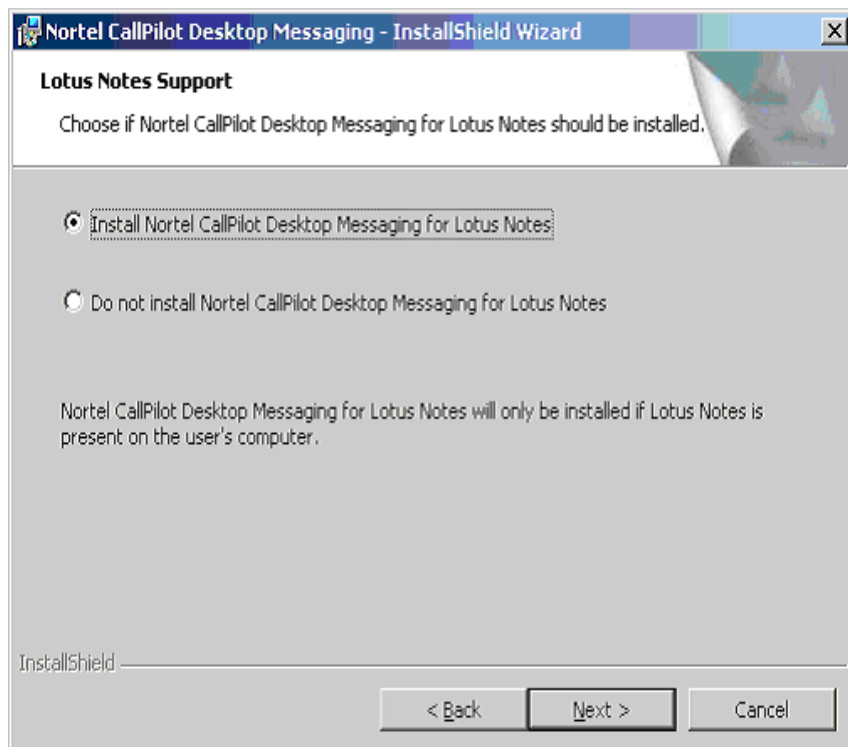 Nortel CallPilot Desktop Messaging - InstallShield Wizard
Lotus Notes Support
Choose if Nortel CallPilot Desktop Messaging for Lotus Notes should be installed.
Install Nortel CallPilot Desktop Messaging for Lotus Notes
Do not install Nortel CallPilot Desktop Messaging for Lotus Notes
Nortel CallPilot Desktop Messaging for Lotus Notes will only be installed if Lotus Notes is
present on the user's computer.
InstallShield
< Back
Next >
Cancel